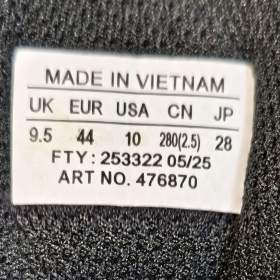 MADE IN VIETNAM
UK EUR USA CN JP
9.5 44 10 280(2.5) 28
FTY : 253322 05/25
ART NO. 476870